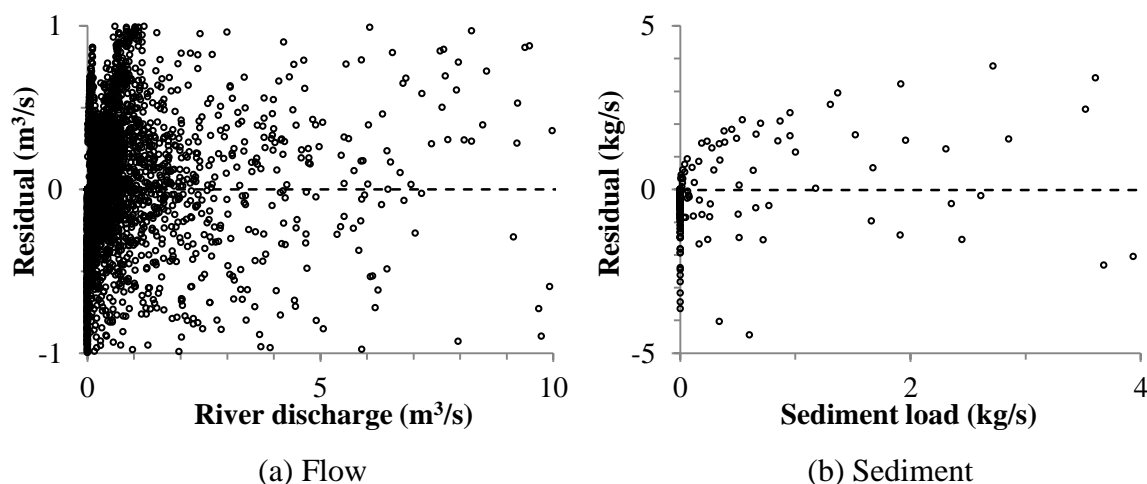 1
0
-1
Residual (m³/s)
0
5
10
River discharge (m³/s)
(a) Flow
5
0
-5
Residual (kg/s)
0
2
4
Sediment load (kg/s)
(b) Sediment